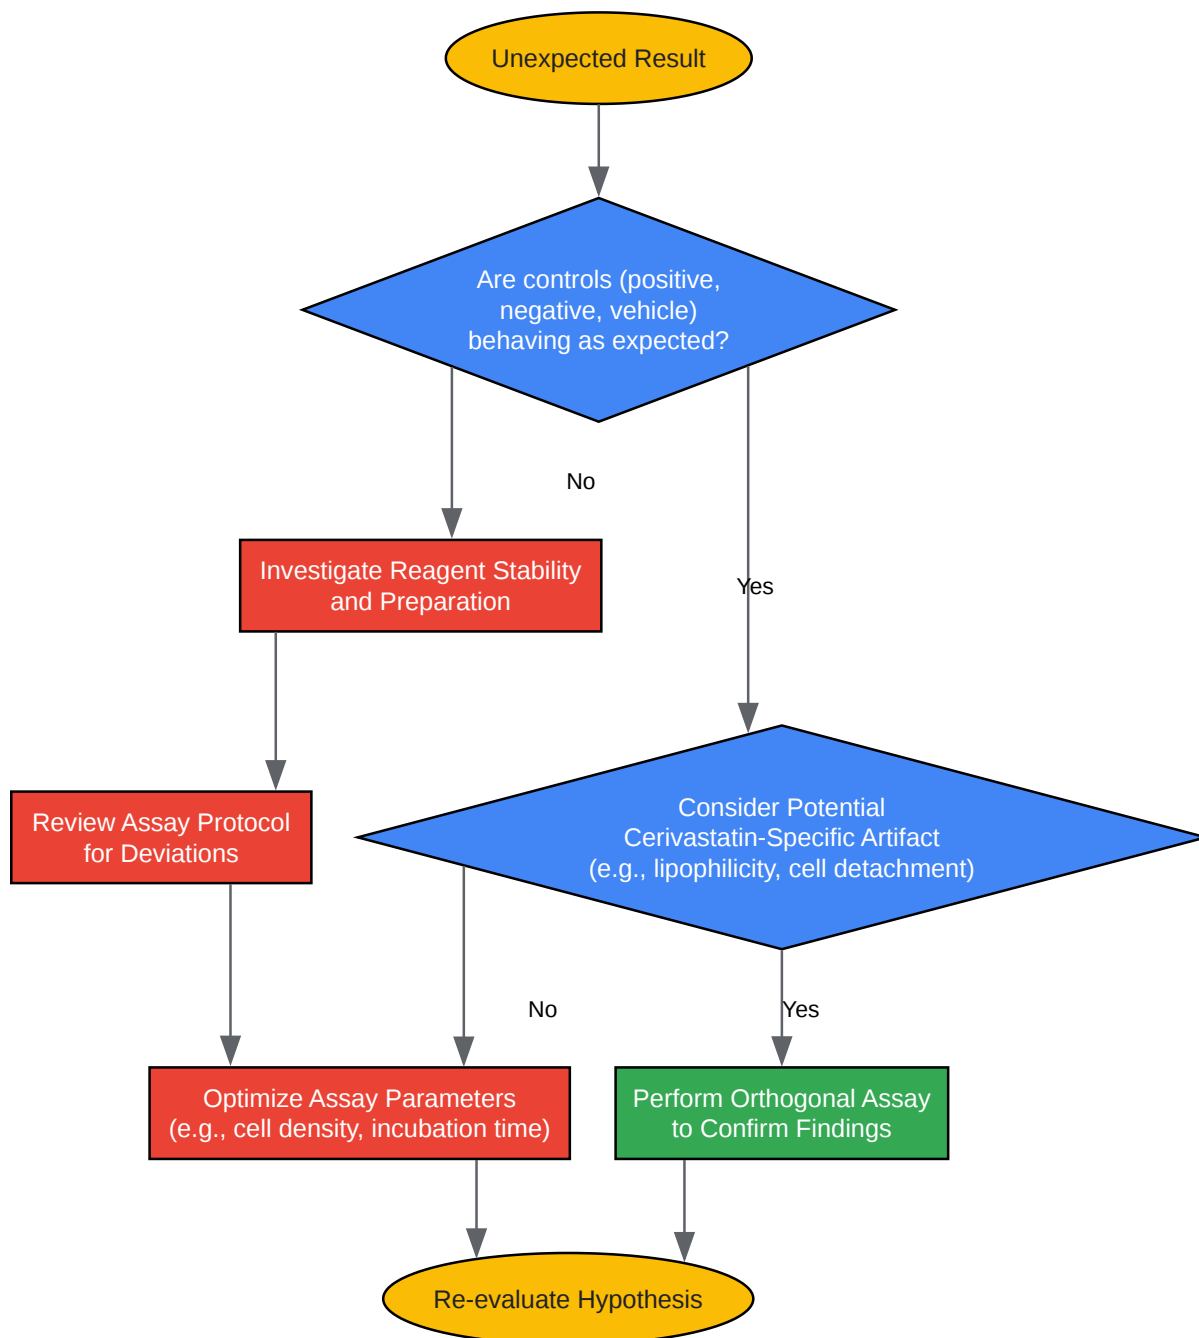 Unexpected Result
Are controls (positive,
negative, vehicle)
behaving as expected?
No
Investigate Reagent Stability
and Preparation
Yes
Review Assay Protocol
for Deviations
Consider Potential
Cerivastatin-Specific Artifact
(e.g., lipophilicity, cell detachment)
No
Yes
Optimize Assay Parameters
(e.g., cell density, incubation time)
Perform Orthogonal Assay
to Confirm Findings
Re-evaluate Hypothesis